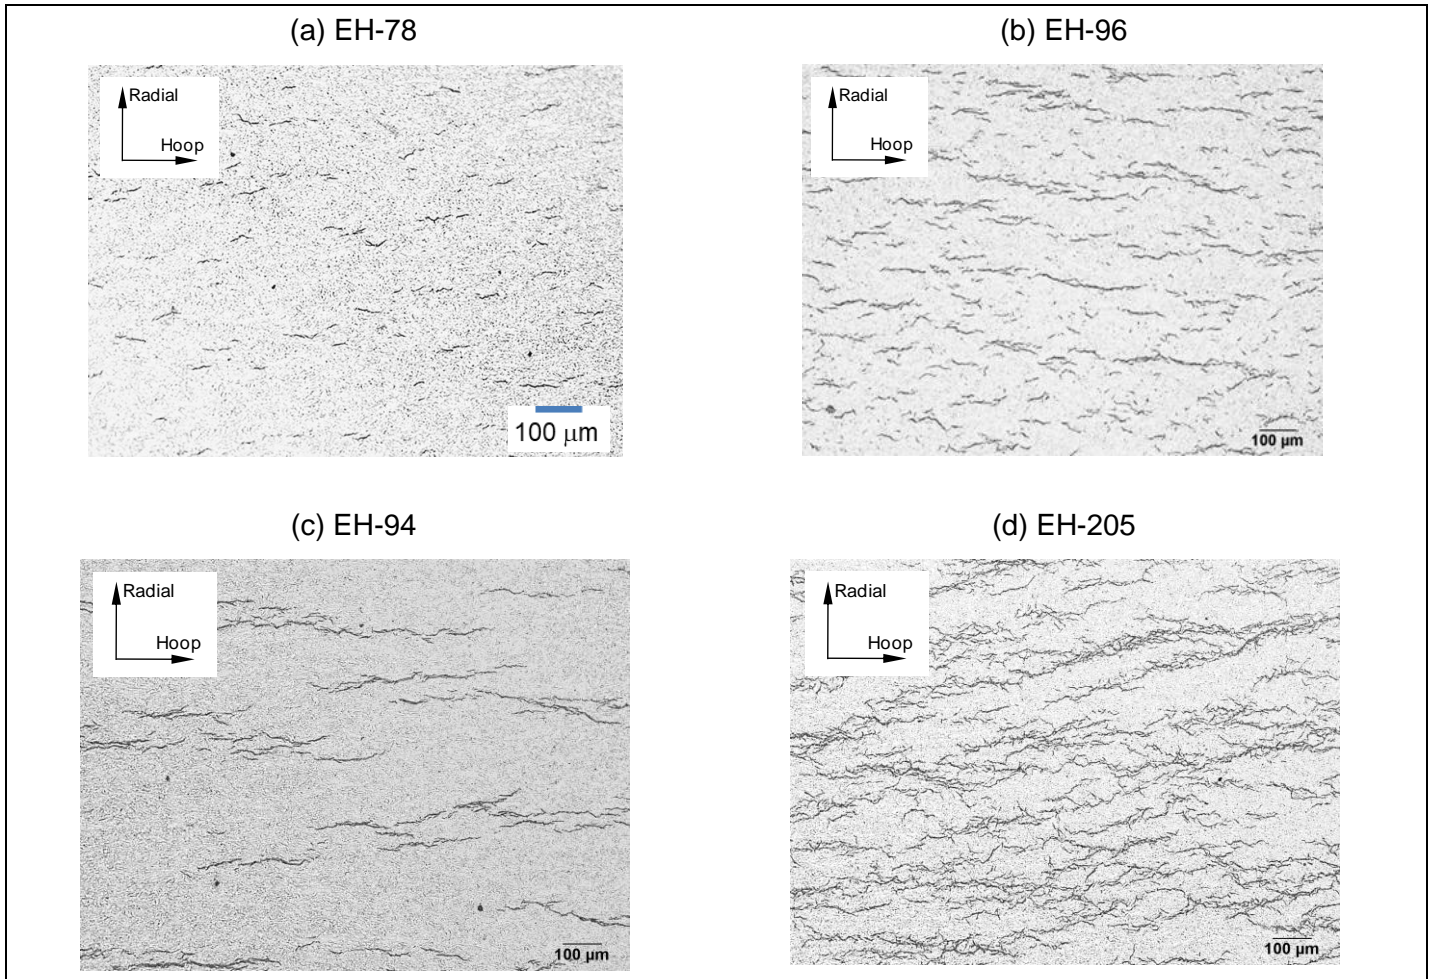 (a) EH-78
(b) EH-96
Radial
Hoop
100 μm
Radial
Hoop
100 µm
(c) EH-94
(d) EH-205
Radial
Hoop
100 µm
Radial
Hoop
100 µm